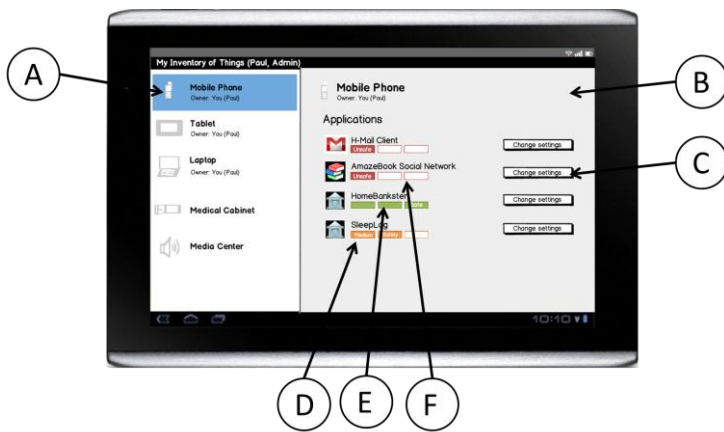 My Inventory of Things (Paul, Admin)
Mobile Phone
Owner: You (Paul)
Tablet
Owner: You (Paul)
Laptop
Owner: You (Paul)
Medical Cabinet
Media Center
Mobile Phone
Owner: You (Paul)
Applications
H-Mail Client
Unsafe
Change settings
AmazeBook Social Network
Unsafe
Change settings
HomeBankster
Change settings
SleepLog
Medium Safety
Change settings
10:10
A
B
C
D
E
F